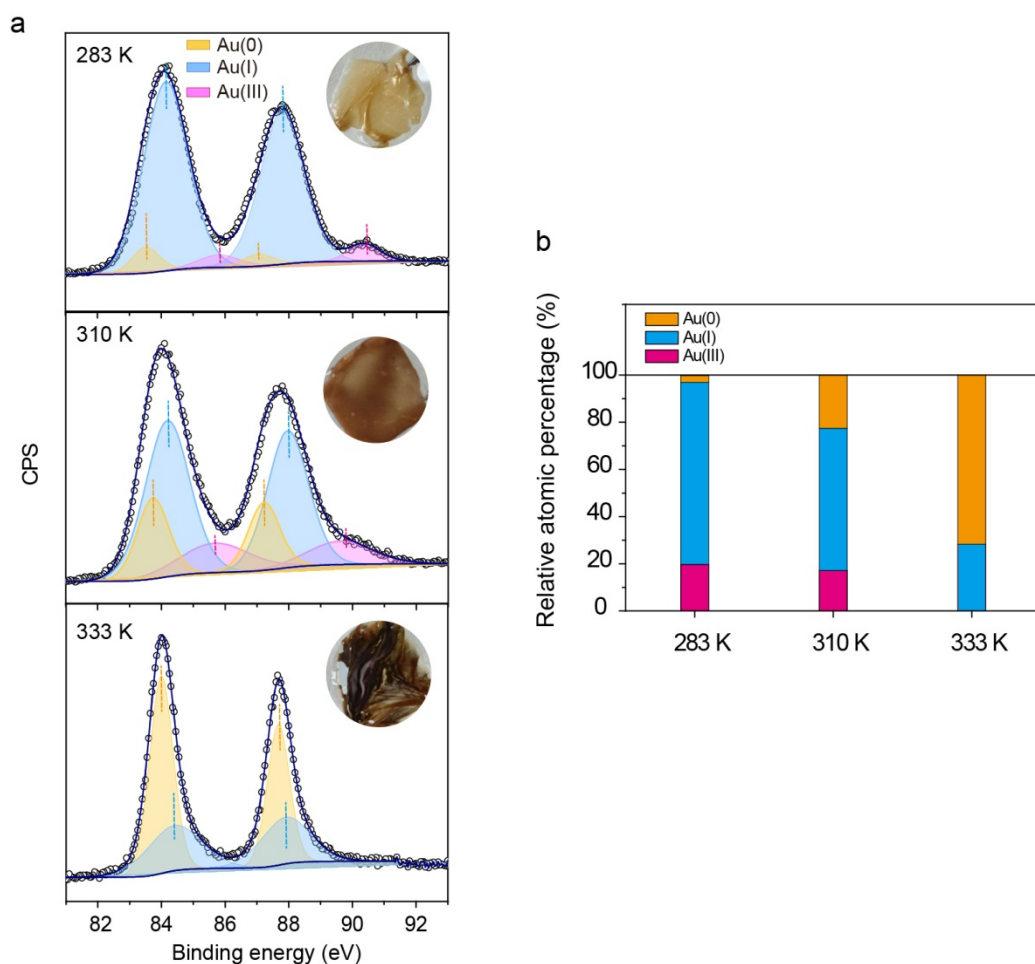 a
283 K
Au(0)
Au(I)
Au(III)
310 K
333 K
CPS
82 84 86 88 90 92
Binding energy (eV)
b
Au(0)
Au(I)
Au(III)
Relative atomic percentage (%)
100
80
60
40
20
0
283 K 310 K 333 K